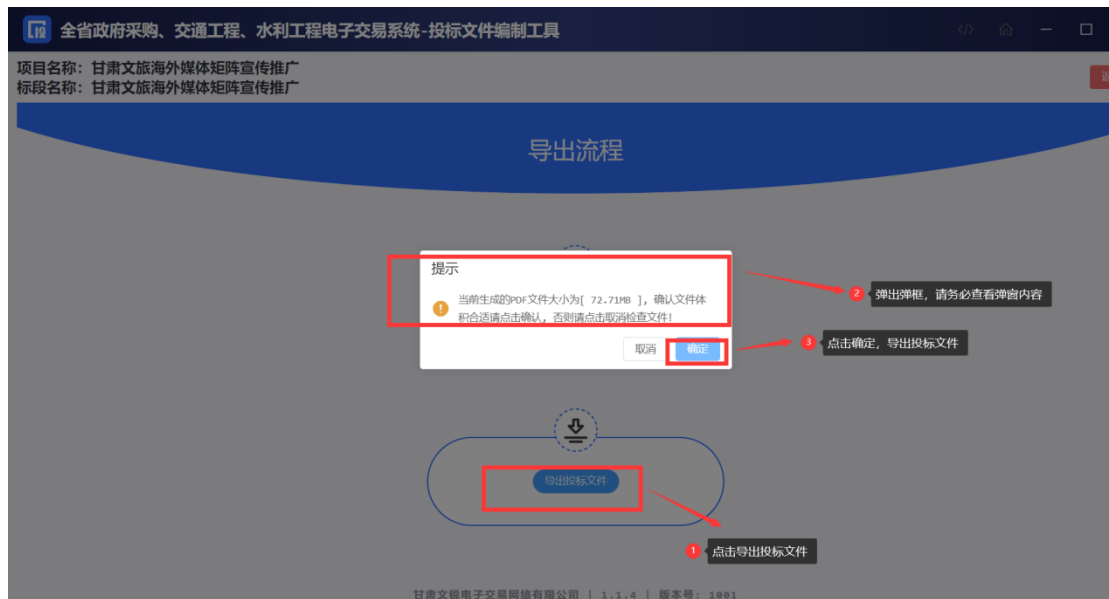 投 全省政府采购、交通工程、水利工程电子交易系统-投标文件编制工具
项目名称: 甘肃文旅海外媒体矩阵宣传推广
标段名称: 甘肃文旅海外媒体矩阵宣传推广
导出流程
提示
当前生成的PDF文件大小为[ 72.71MB ], 确认文件体
积合适请点击确认, 否则请点击取消检查文件!
2 弹出弹框, 请务必查看弹窗内容
取消 确定
3 点击确定, 导出投标文件
导出投标文件
1 点击导出投标文件
甘肃文锐电子交易网络有限公司 | 1.1.4 | 版本号: 1001